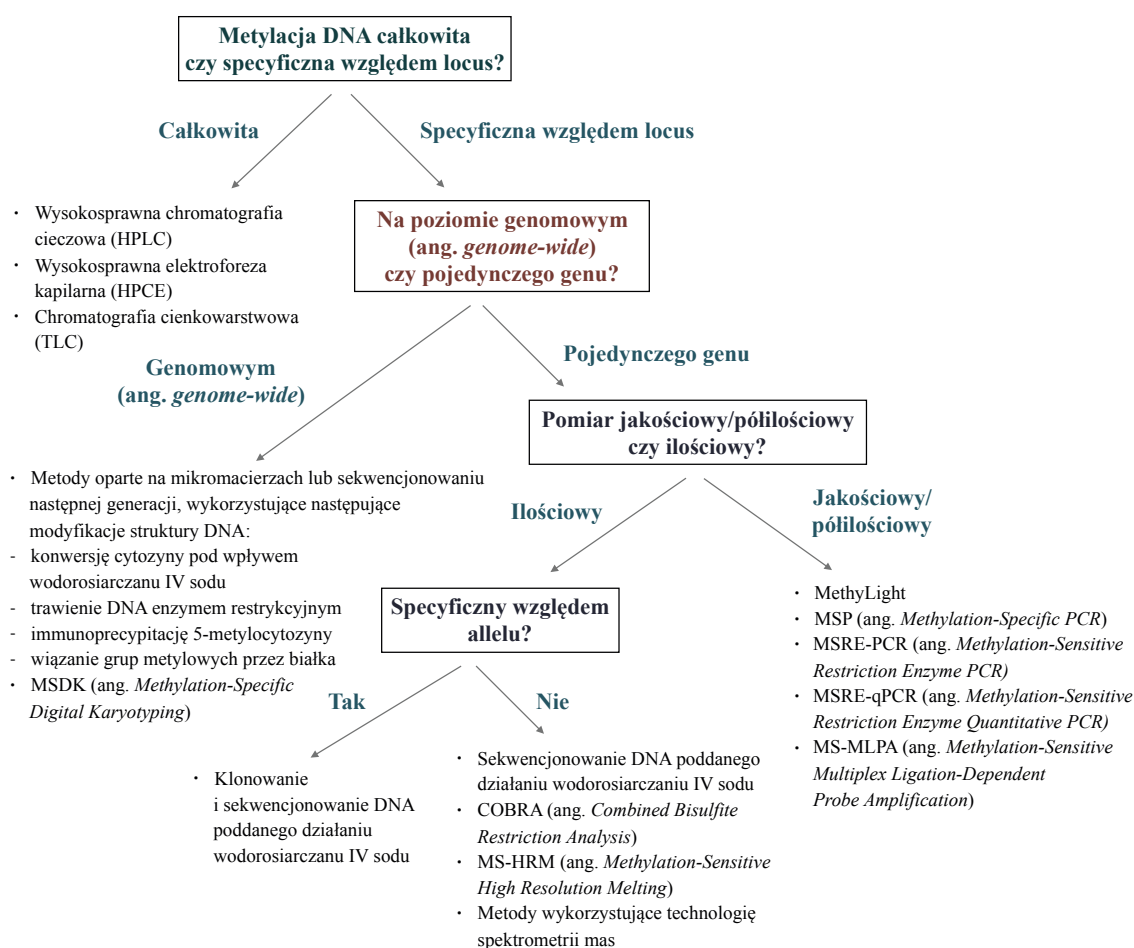 Metylacja DNA całkowita
czy specyficzna względem locus?
Całkowita
Specyficzna względem locus
· Wysokosprawna chromatografia
cieczowa (HPLC)
· Wysokosprawna elektroforeza
kapilarna (HPCE)
· Chromatografia cienkowarstwowa
(TLC)
Na poziomie genomowym
(ang. genome-wide)
czy pojedynczego genu?
Genomowym
(ang. genome-wide)
Pojedynczego genu
· Metody oparte na mikromacierzach lub sekwencjonowaniu
następnej generacji, wykorzystujące następujące
modyfikacje struktury DNA:
- konwersję cytozyny pod wpływem
wodorosiarczanu IV sodu
- trawienie DNA enzymem restrykcyjnym
- immunoprecypitację 5-metylocytozyny
- wiązanie grup metylowych przez białka
· MSDK (ang. Methylation-Specific
Digital Karyotyping)
Pomiar jakościowy/półilościowy
czy ilościowy?
Ilościowy
Jakościowy/
półilościowy
Specyficzny względem
allelu?
· MethyLight
· MSP (ang. Methylation-Specific PCR)
· MSRE-PCR (ang. Methylation-Sensitive
Restriction Enzyme PCR)
· MSRE-qPCR (ang. Methylation-Sensitive
Restriction Enzyme Quantitative PCR)
· MS-MLPA (ang. Methylation-Sensitive
Multiplex Ligation-Dependent
Probe Amplification)
Tak
Nie
· Klonowanie
i sekwencjonowanie DNA
poddanego działaniu
wodorosiarczanu IV sodu
· Sekwencjonowanie DNA poddanego
działaniu wodorosiarczaniu IV sodu
· COBRA (ang. Combined Bisulfite
Restriction Analysis)
· MS-HRM (ang. Methylation-Sensitive
High Resolution Melting)
· Metody wykorzystujące technologię
spektrometrii mas